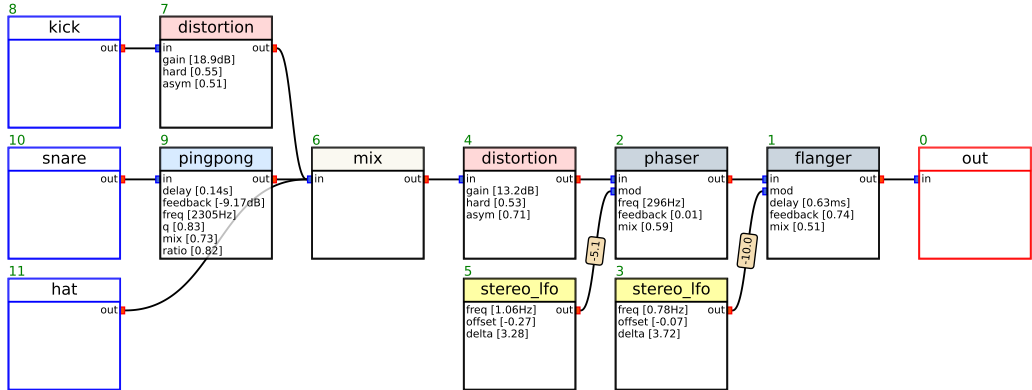 8
kick
out
7
distortion
in out
gain [18.9dB]
hard [0.55]
asym [0.51]
10
snare
out
9
pingpong
in out
delay [0.14s]
feedback [-9.17dB]
freq [2305Hz]
q [0.83]
mix [0.73]
ratio [0.82]
6
mix
in out
4
distortion
in out
gain [13.2dB]
hard [0.53]
asym [0.71]
2
phaser
in out
mod
freq [296Hz]
feedback [0.01]
mix [0.59]
1
flanger
in out
mod
delay [0.63ms]
feedback [0.74]
mix [0.51]
0
out
in
-5.1
-10.0
11
hat
out
5
stereo_lfo
freq [1.06Hz] out
offset [-0.27]
delta [3.28]
3
stereo_lfo
freq [0.78Hz] out
offset [-0.07]
delta [3.72]